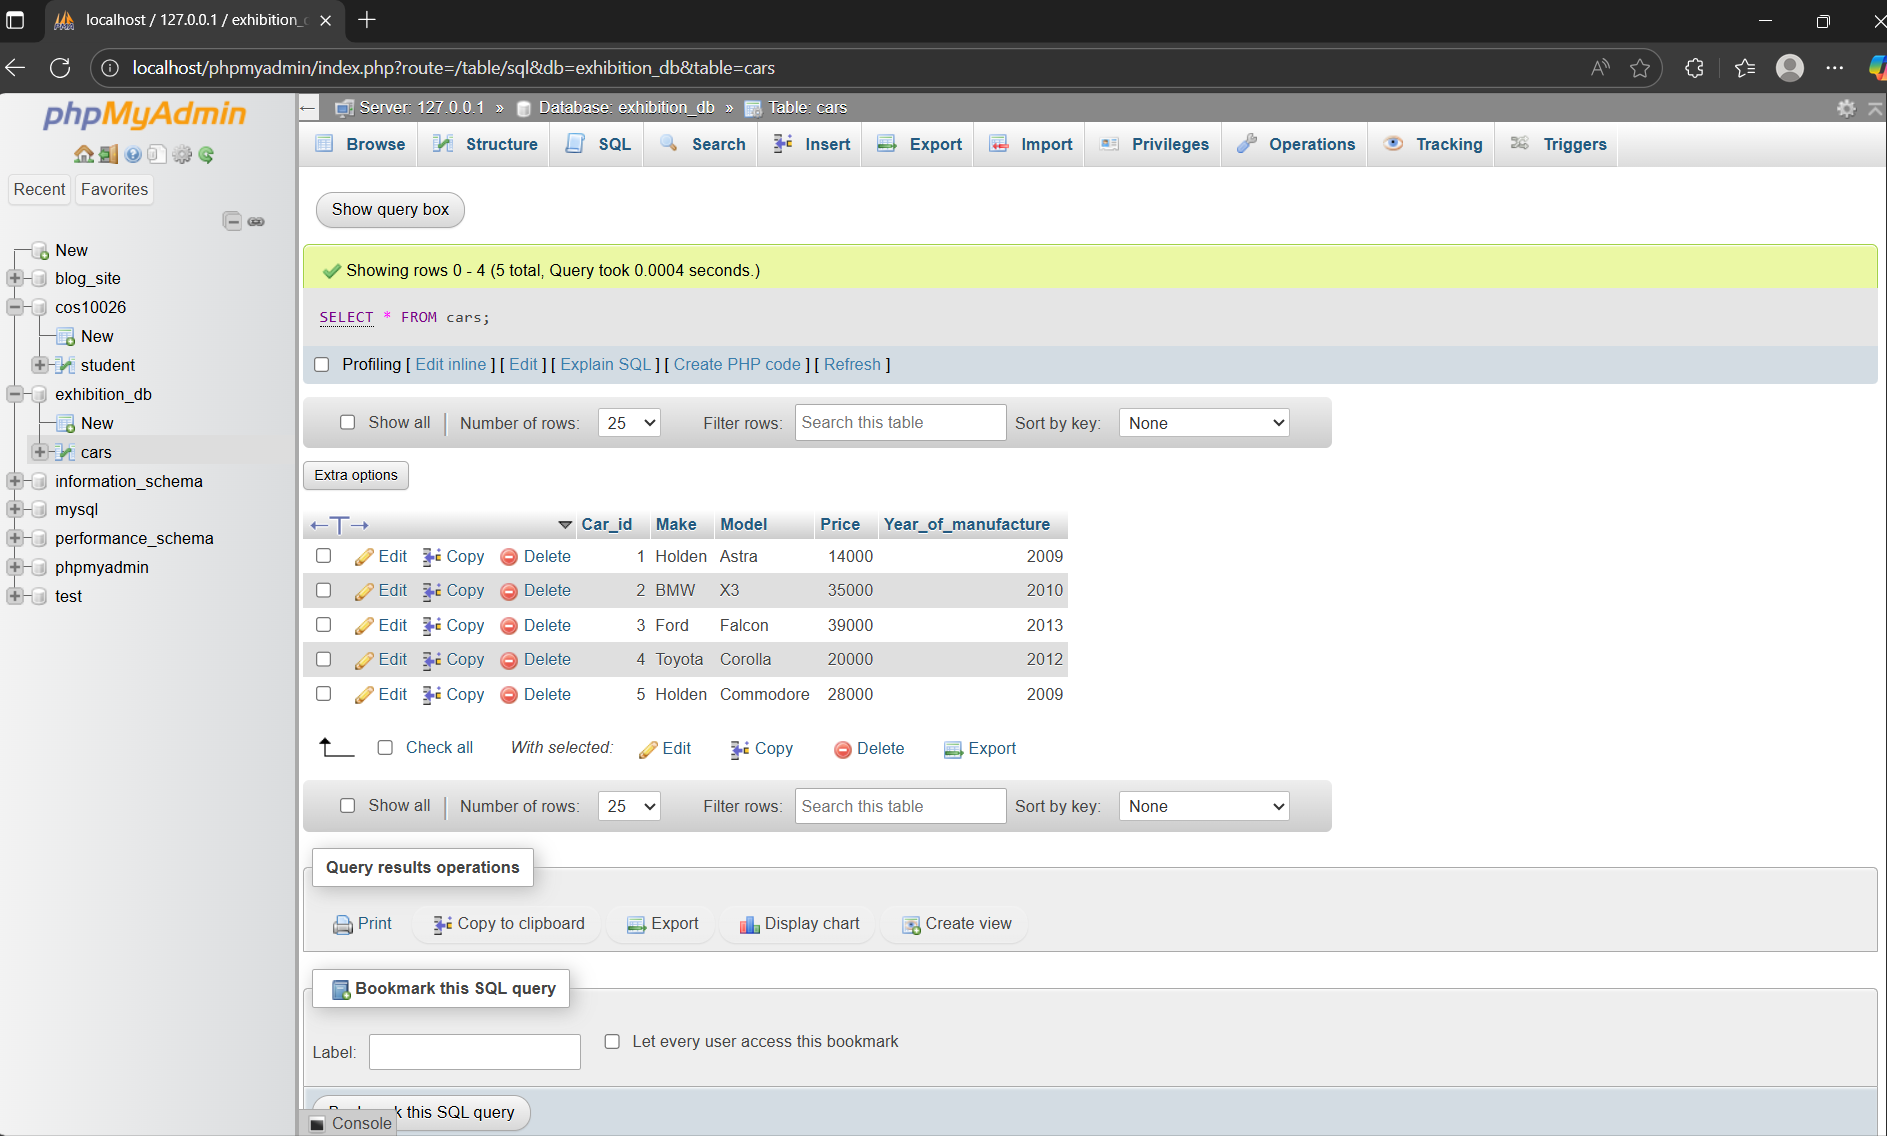 localhost / 127.0.0.1 / exhibition_
localhost/phpmyadmin/index.php?route=/table/sql&db=exhibition_db&table=cars
phpMyAdmin
Recent Favorites
New
blog_site
cos10026
New
student
exhibition_db
New
cars
information_schema
mysql
performance_schema
phpmyadmin
test
Server: 127.0.0.1 » Database: exhibition_db » Table: cars
Browse Structure SQL Search Insert Export Import Privileges Operations Tracking Triggers
Show query box
Showing rows 0 - 4 (5 total, Query took 0.0004 seconds.)
SELECT * FROM cars;
Profiling [ Edit inline ] [ Edit ] [ Explain SQL ] [ Create PHP code ] [ Refresh ]
Show all Number of rows: 25 Filter rows: Search this table Sort by key: None
Extra options
Car_id Make Model Price Year_of_manufacture
Edit Copy Delete 1 Holden Astra 14000 2009
Edit Copy Delete 2 BMW X3 35000 2010
Edit Copy Delete 3 Ford Falcon 39000 2013
Edit Copy Delete 4 Toyota Corolla 20000 2012
Edit Copy Delete 5 Holden Commodore 28000 2009
Check all With selected: Edit Copy Delete Export
Show all Number of rows: 25 Filter rows: Search this table Sort by key: None
Query results operations
Print Copy to clipboard Export Display chart Create view
Bookmark this SQL query
Label: Let every user access this bookmark
this SQL query
Console